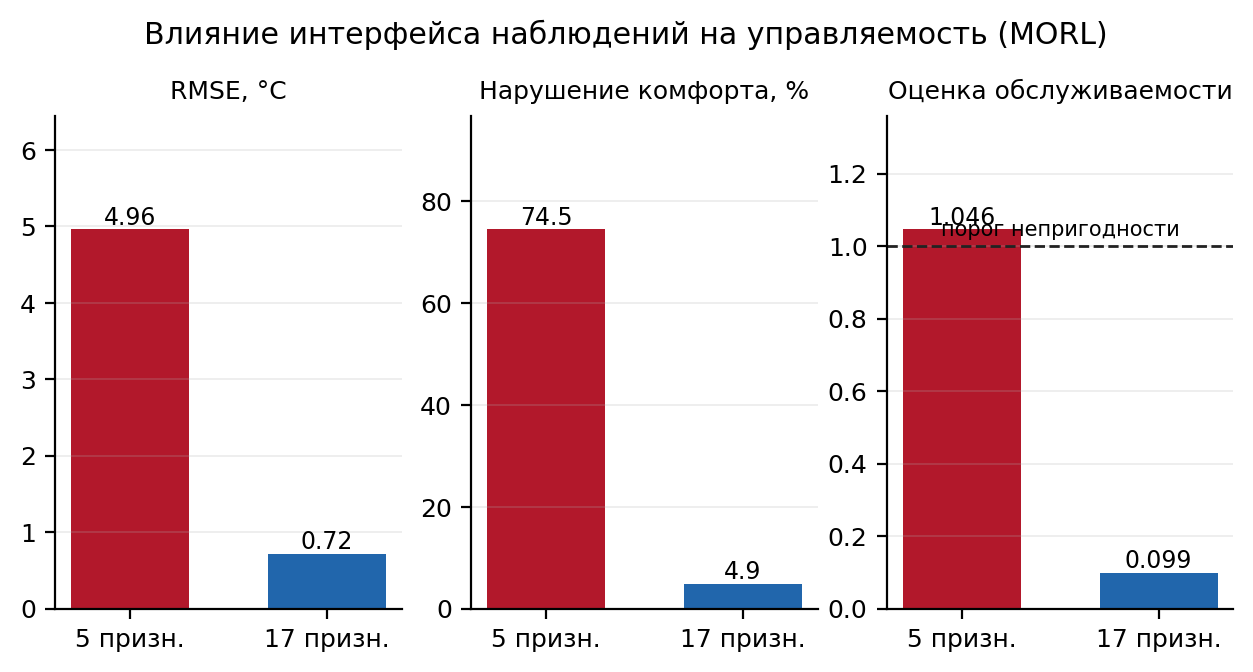 Влияние интерфейса наблюдений на управляемость (MORL)
RMSE, °C
6
5
4
3
2
1
0
4.96
0.72
5 призн.
17 призн.
Нарушение комфорта, %
80
60
40
20
0
74.5
4.9
5 призн.
17 призн.
Оценка обслуживаемости
1.2
1.0
0.8
0.6
0.4
0.2
0.0
1.046
порог непригодности
0.099
5 призн.
17 призн.